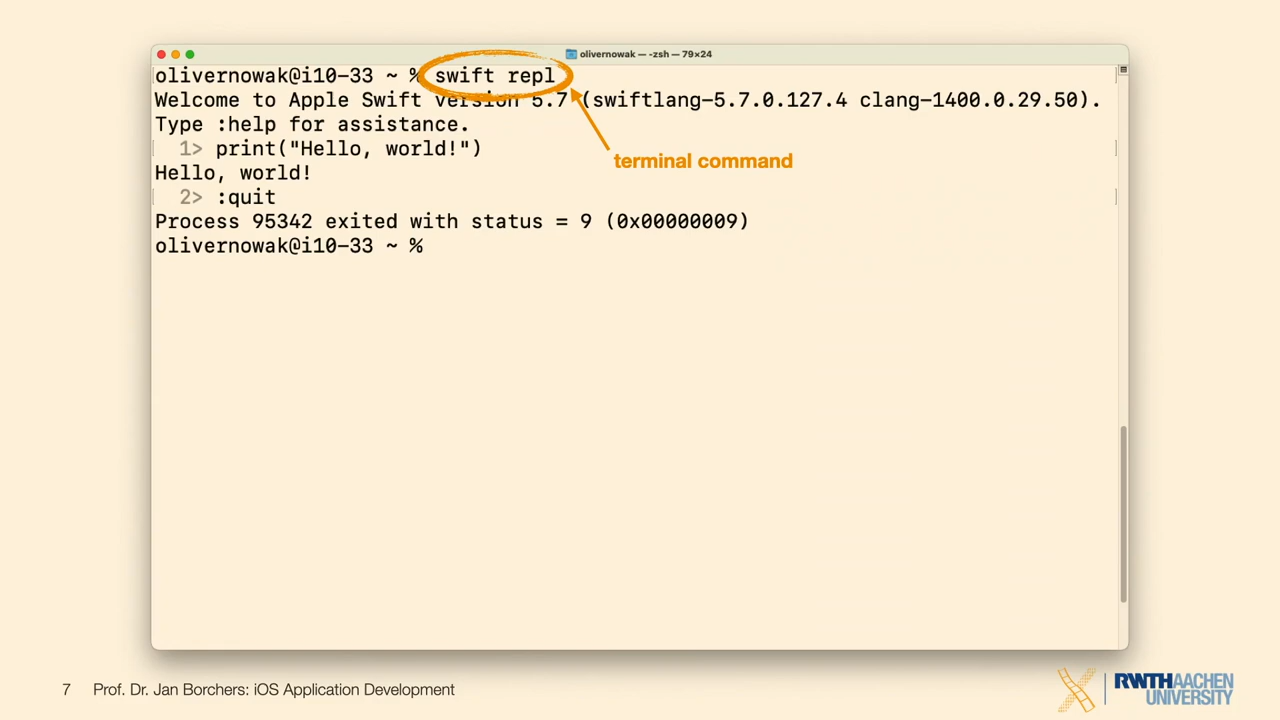 olivernowak — -zsh — 79×24
olivernowak@i10-33 ~ % swift repl
Welcome to Apple Swift version 5.7 (swiftlang-5.7.0.127.4 clang-1400.0.29.50).
Type :help for assistance.
1> print("Hello, world!")
terminal command
Hello, world!
2> :quit
Process 95342 exited with status = 9 (0x00000009)
olivernowak@i10-33 ~ %
7 Prof. Dr. Jan Borchers: iOS Application Development
RWTH AACHEN
UNIVERSITY